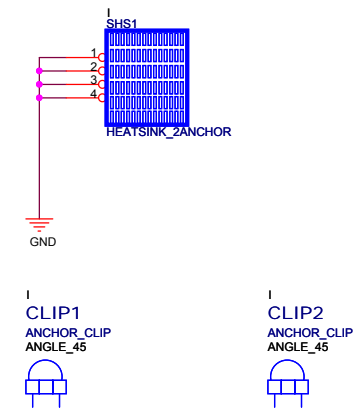 I
SHS1
1
2
3
4
HEATSINK_2ANCHOR
GND
I
CLIP1
ANCHOR_CLIP
ANGLE_45
I
CLIP2
ANCHOR_CLIP
ANGLE_45